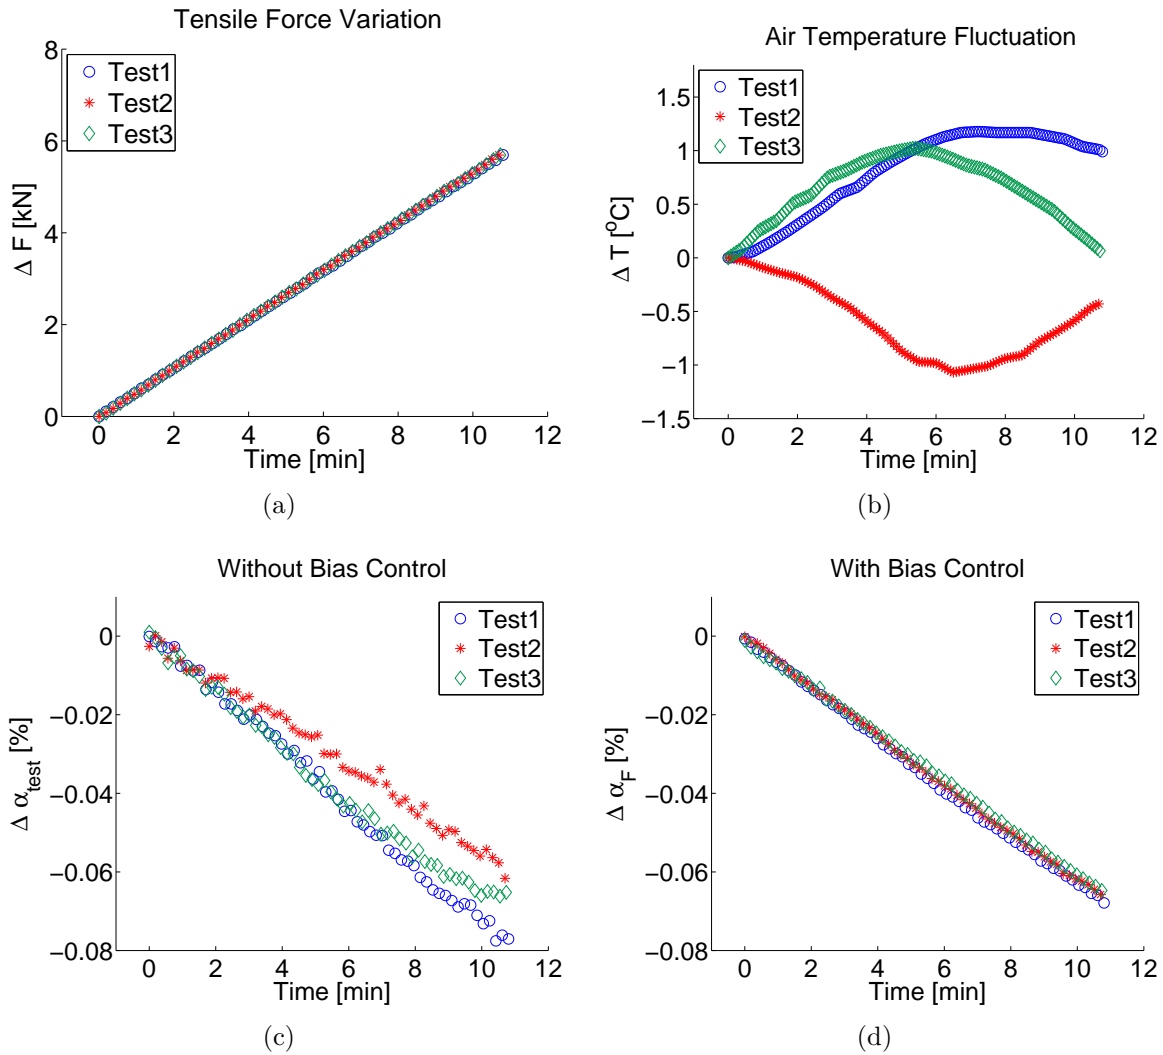 Tensile Force Variation
8
6
4
2
0
Δ F [kN]
Test1
Test2
Test3
0 2 4 6 8 10 12
Time [min]
(a)
Air Temperature Fluctuation
1.5
1
0.5
0
−0.5
−1
−1.5
Δ T [°C]
Test1
Test2
Test3
0 2 4 6 8 10 12
Time [min]
(b)
Without Bias Control
0
−0.02
−0.04
−0.06
−0.08
Δ α_test [%]
Test1
Test2
Test3
0 2 4 6 8 10 12
Time [min]
(c)
With Bias Control
0
−0.02
−0.04
−0.06
−0.08
Δ α_F [%]
Test1
Test2
Test3
0 2 4 6 8 10 12
Time [min]
(d)